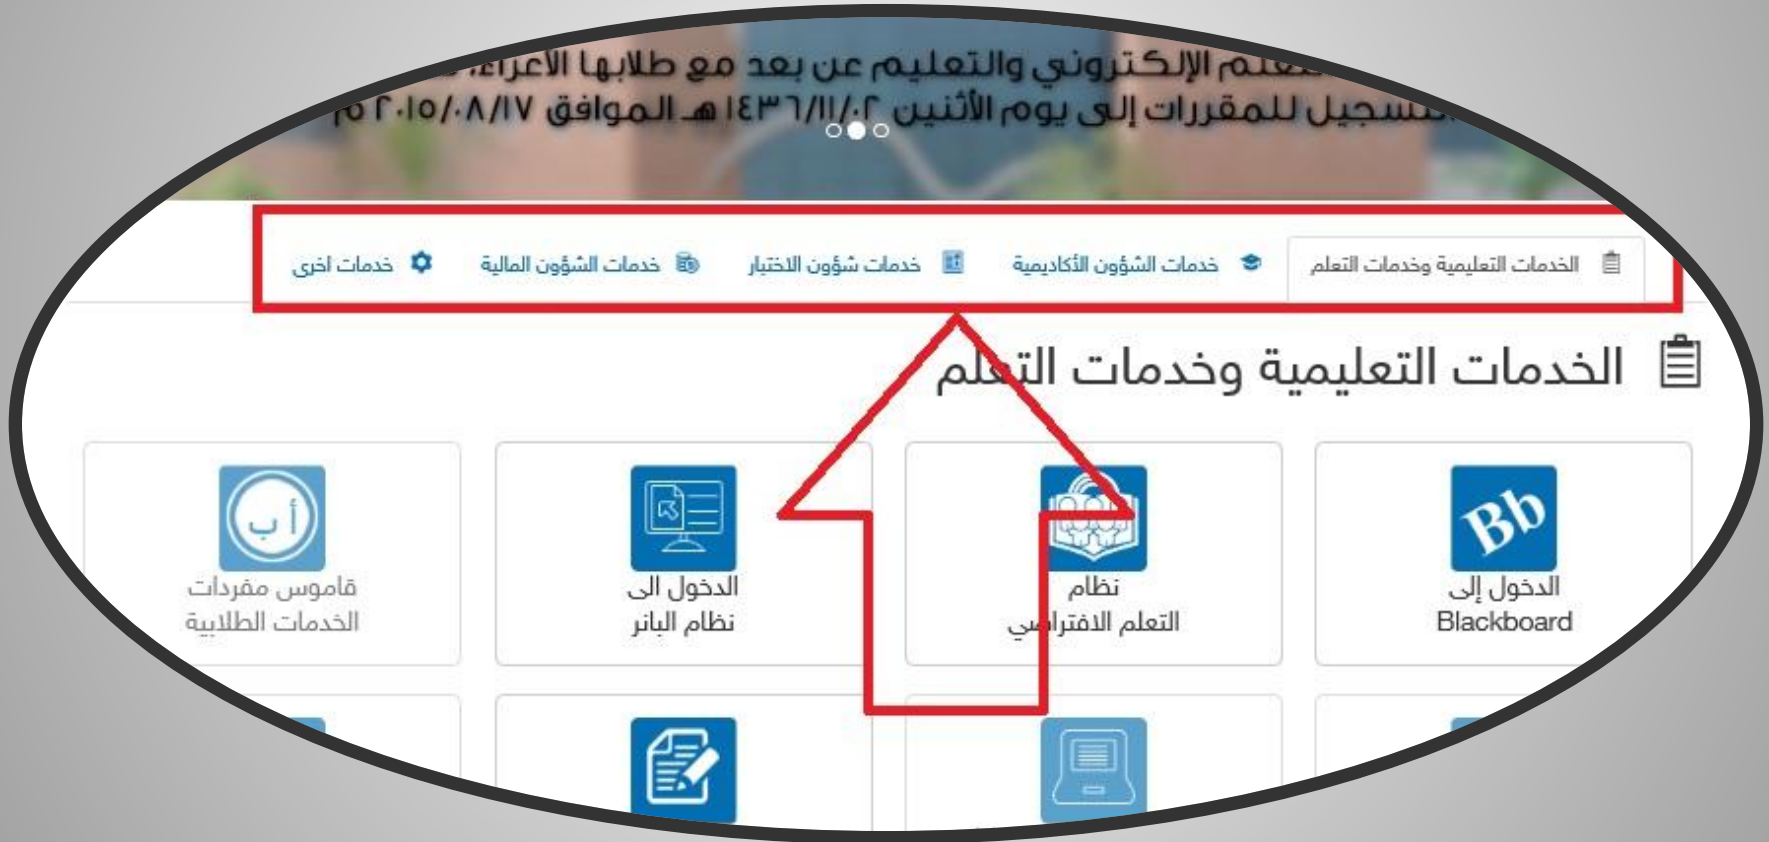 الإلكتروني والتعليم عن بعد مع طلابها الأعزاء،
للمقررات إلى يوم الأثنين ١٤٣٦/١١/٠٢ هـ الموافق ٢٠١٥/٠٨/١٧ م
الخدمات التعليمية وخدمات التعلم
خدمات الشؤون الأكاديمية
خدمات شؤون الاختبار
خدمات الشؤون المالية
خدمات اخرى
الخدمات التعليمية وخدمات التعلم
Bb
الدخول إلى
Blackboard
نظام
التعلم الافتراضي
الدخول الى
نظام البانر
أ ب
قاموس مفردات
الخدمات الطلابية